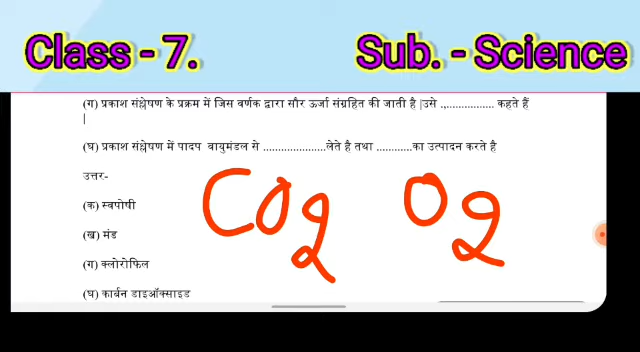 Class - 7. Sub. - Science
(ग) प्रकाश संश्लेषण के प्रक्रम में जिस वर्णक द्वारा सौर ऊर्जा संग्रहित की जाती है |उसे .,................ कहते हैं
|
(घ) प्रकाश संश्लेषण में पादप वायुमंडल से .....................लेते है तथा ............का उत्पादन करते है
उत्तर-
(क) स्वपोषी
(ख) मंड
(ग) क्लोरोफिल
(घ) कार्बन डाइऑक्साइड
CO2 O2